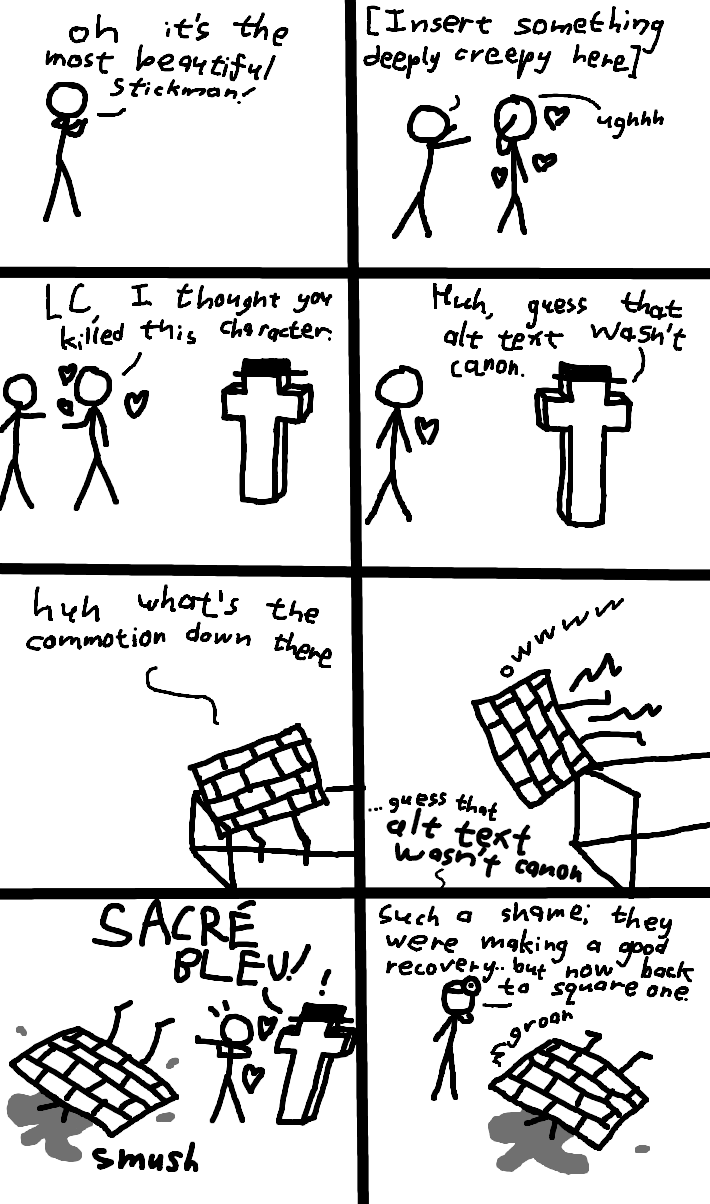 oh it's the
most beautiful
stickman!
[Insert something
deeply creepy here]
ughhh
LC, I thought you
killed this character.
Huh, guess that
alt text wasn't
canon.
huh what's the
commotion down there
owwww
...guess that
alt text
wasn't canon
SACRÉ
BLEU!
!
smush
Such a shame; they
were making a good
recovery.. but now back
to square one.
groan